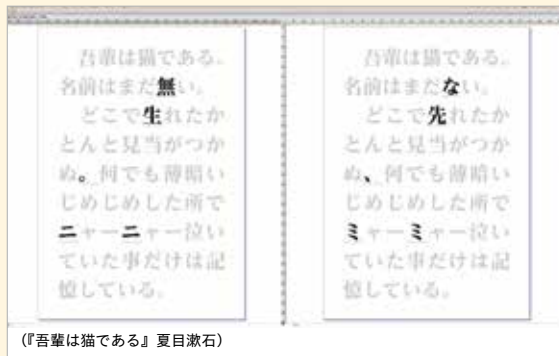 吾輩は猫である。
名前はまだ無い。
どこで生れたか
とんと見当がつか
ぬ。何でも薄暗い
じめじめした所で
ニャーニャー泣い
ていた事だけは記
憶している。
吾輩は猫である。
名前はまだない。
どこで先れたか
とんと見当がつか
ぬ、何でも薄暗い
じめじめした所で
ミャーミャー泣い
ていた事だけは記
憶している。
(『吾輩は猫である』夏目漱石)